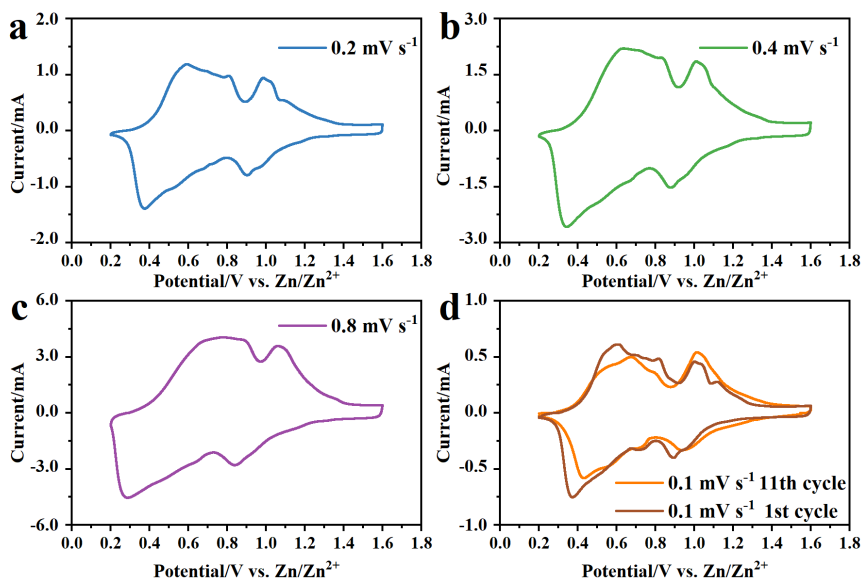 a
0.2 mV s⁻¹
2.0
1.0
0.0
-1.0
-2.0
Current/mA
0.0 0.2 0.4 0.6 0.8 1.0 1.2 1.4 1.6 1.8
Potential/V vs. Zn/Zn²⁺
b
0.4 mV s⁻¹
3.0
1.5
0.0
-1.5
-3.0
Current/mA
0.0 0.2 0.4 0.6 0.8 1.0 1.2 1.4 1.6 1.8
Potential/V vs. Zn/Zn²⁺
c
0.8 mV s⁻¹
6.0
3.0
0.0
-3.0
-6.0
Current/mA
0.0 0.2 0.4 0.6 0.8 1.0 1.2 1.4 1.6 1.8
Potential/V vs. Zn/Zn²⁺
d
1.0
0.5
0.0
-0.5
-1.0
Current/mA
0.1 mV s⁻¹ 11th cycle
0.1 mV s⁻¹ 1st cycle
0.0 0.2 0.4 0.6 0.8 1.0 1.2 1.4 1.6 1.8
Potential/V vs. Zn/Zn²⁺